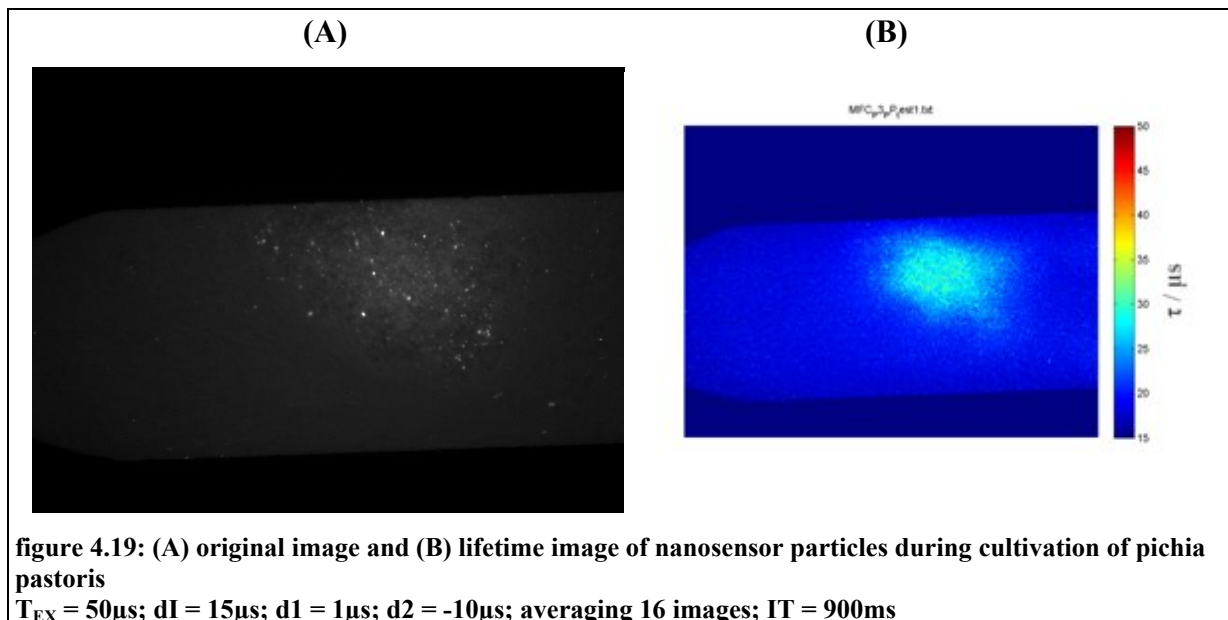 (A) (B)
50
45
40
35
30
25
20
15
τ / µs
figure 4.19: (A) original image and (B) lifetime image of nanosensor particles during cultivation of pichia
pastoris
T_EX = 50µs; dI = 15µs; d1 = 1µs; d2 = -10µs; averaging 16 images; IT = 900ms